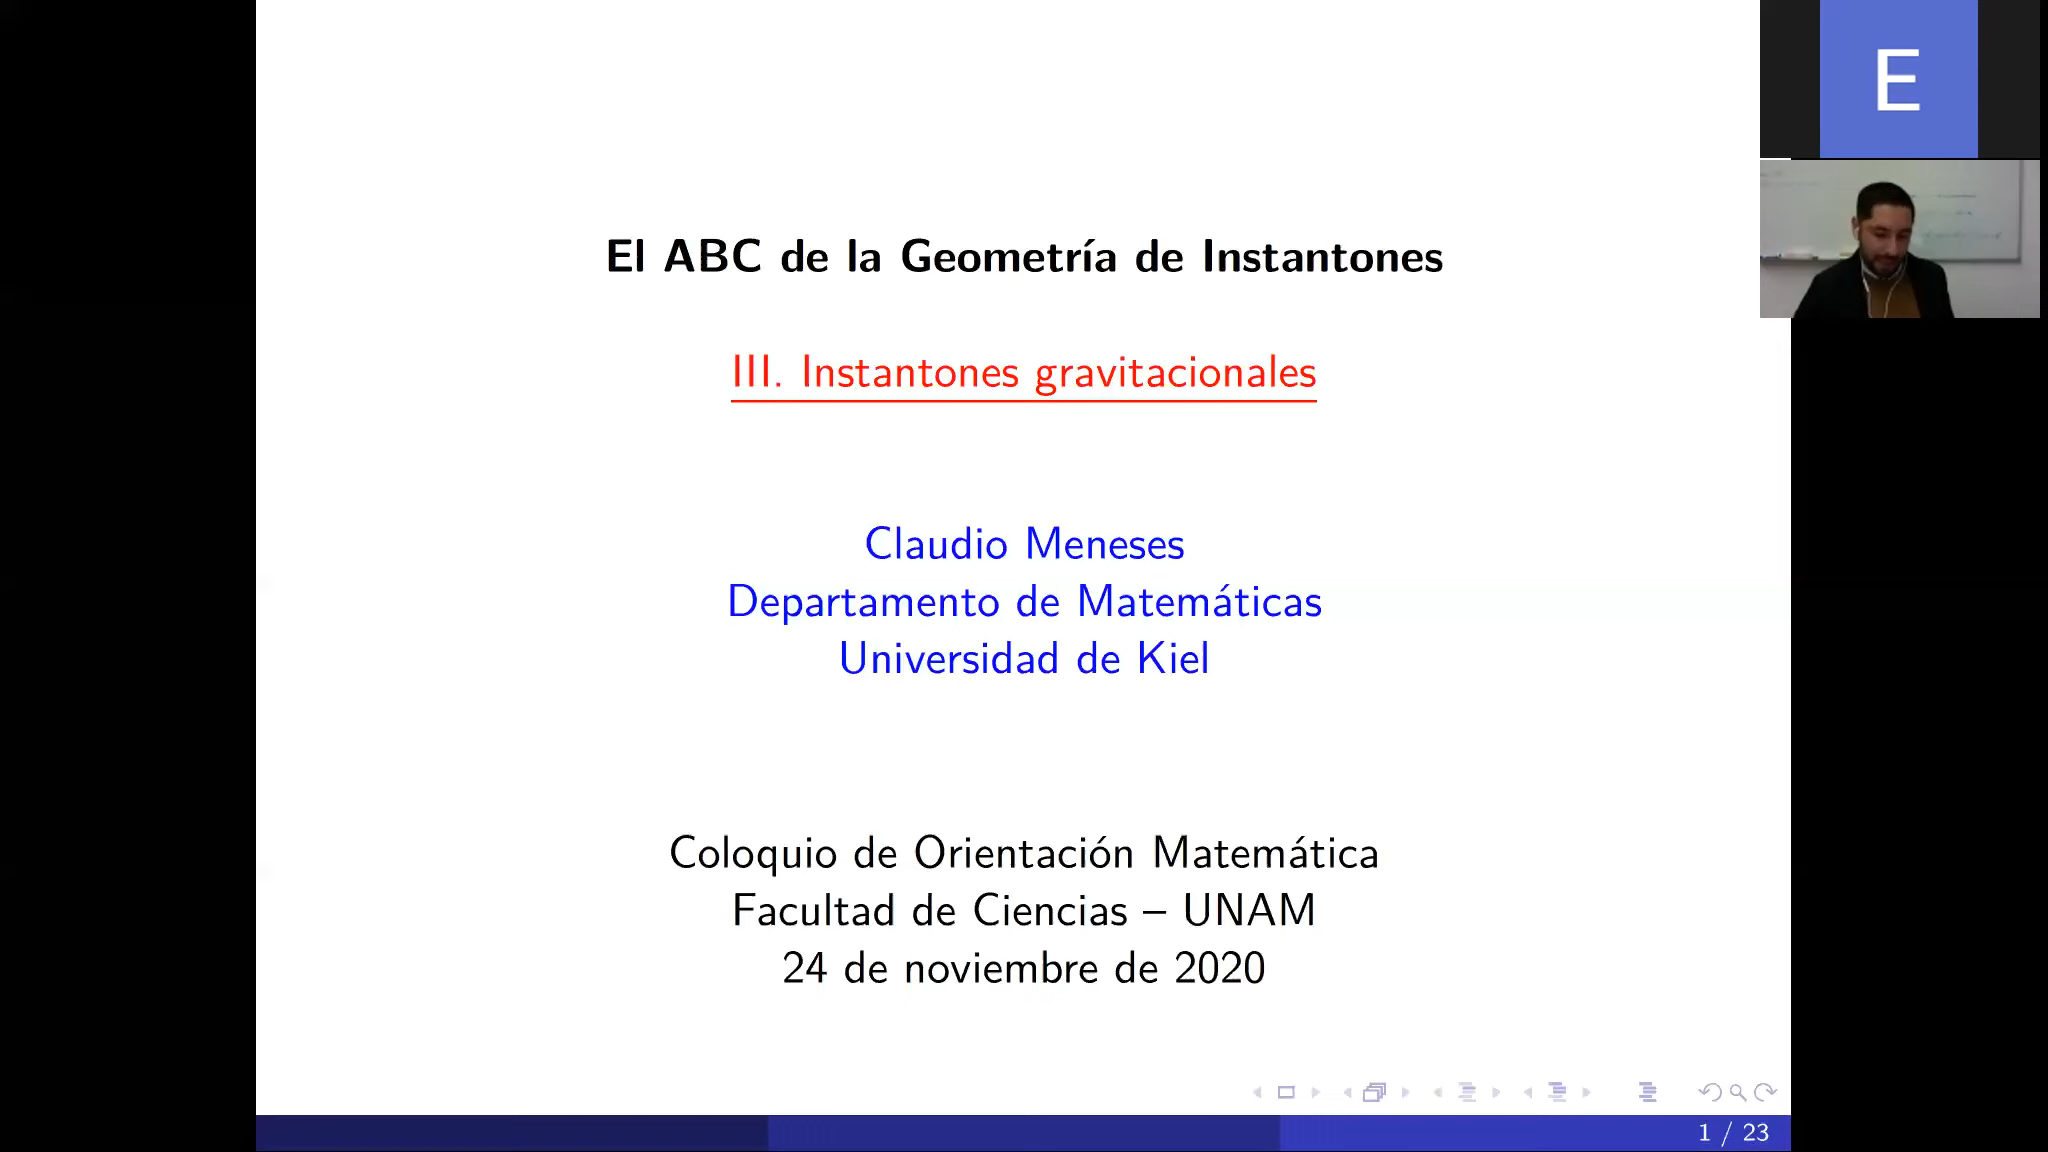 El ABC de la Geometría de Instantones
III. Instantones gravitacionales
Claudio Meneses
Departamento de Matemáticas
Universidad de Kiel
Coloquio de Orientación Matemática
Facultad de Ciencias – UNAM
24 de noviembre de 2020
1 / 23
E